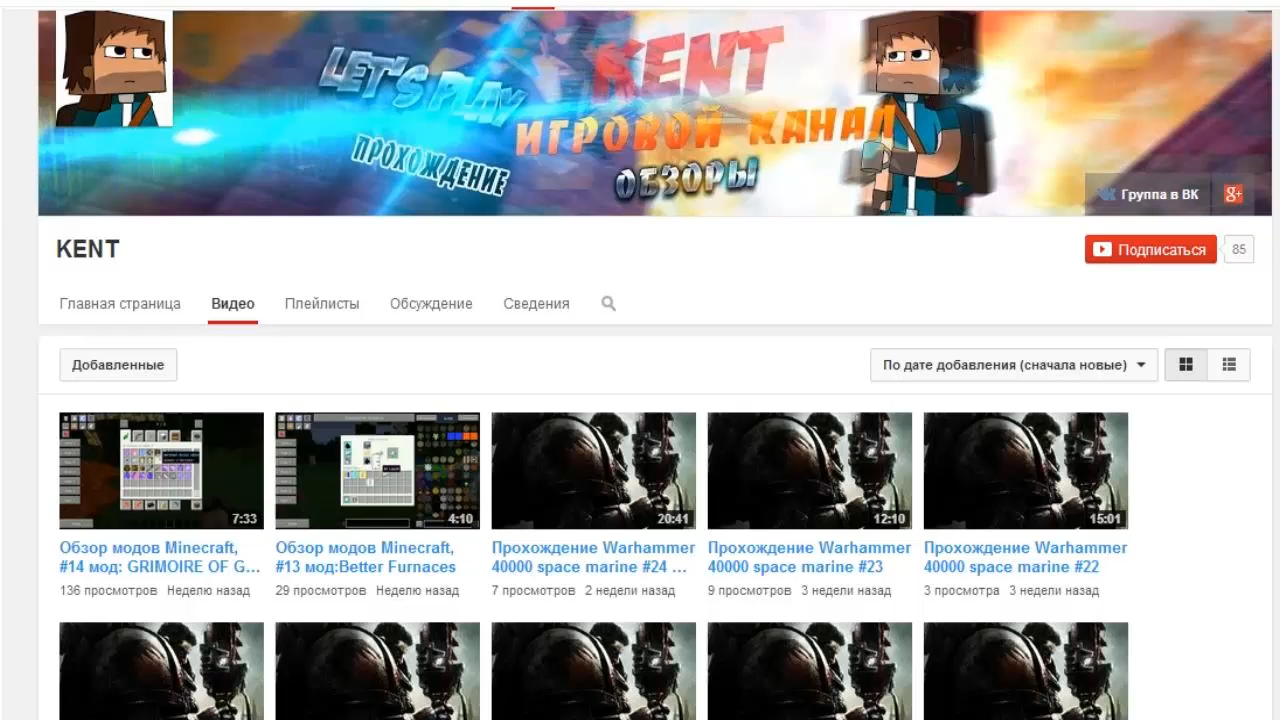 LET'S PLAY
KENT
ИГРОВОЙ КАНАЛ
ПРОХОЖДЕНИЕ
ОБЗОРЫ
Группа в ВК
g+
KENT
Подписаться
85
Главная страница
Видео
Плейлисты
Обсуждение
Сведения
Добавленные
По дате добавления (сначала новые)
7:33
4:10
20:41
12:10
15:01
Обзор модов Minecraft,
#14 мод: GRIMOIRE OF G...
136 просмотров Неделю назад
Обзор модов Minecraft,
#13 мод:Better Furnaces
29 просмотров Неделю назад
Прохождение Warhammer
40000 space marine #24 ...
7 просмотров 2 недели назад
Прохождение Warhammer
40000 space marine #23
9 просмотров 3 недели назад
Прохождение Warhammer
40000 space marine #22
3 просмотра 3 недели назад